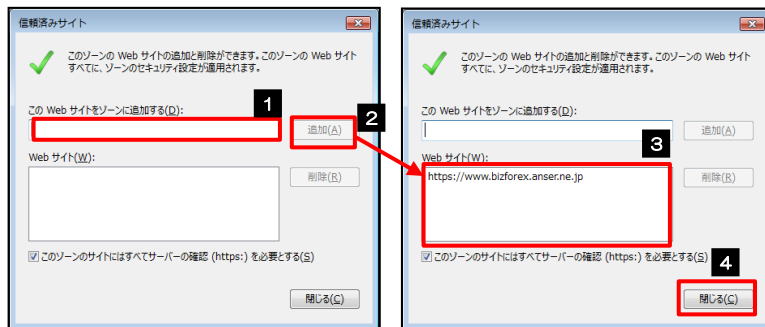 信頼済みサイト
このゾーンの Web サイトの追加と削除ができます。このゾーンの Web サイト
すべてに、ゾーンのセキュリティ設定が適用されます。
この Web サイトをゾーンに追加する(D):
1
追加(A)
2
Web サイト(W):
削除(R)
このゾーンのサイトにはすべてサーバーの確認 (https:) を必要とする(S)
閉じる(C)
信頼済みサイト
このゾーンの Web サイトの追加と削除ができます。このゾーンの Web サイト
すべてに、ゾーンのセキュリティ設定が適用されます。
この Web サイトをゾーンに追加する(D):
追加(A)
3
Web サイト(W):
https://www.bizforex.anser.ne.jp
削除(R)
このゾーンのサイトにはすべてサーバーの確認 (https:) を必要とする(S)
4
閉じる(C)